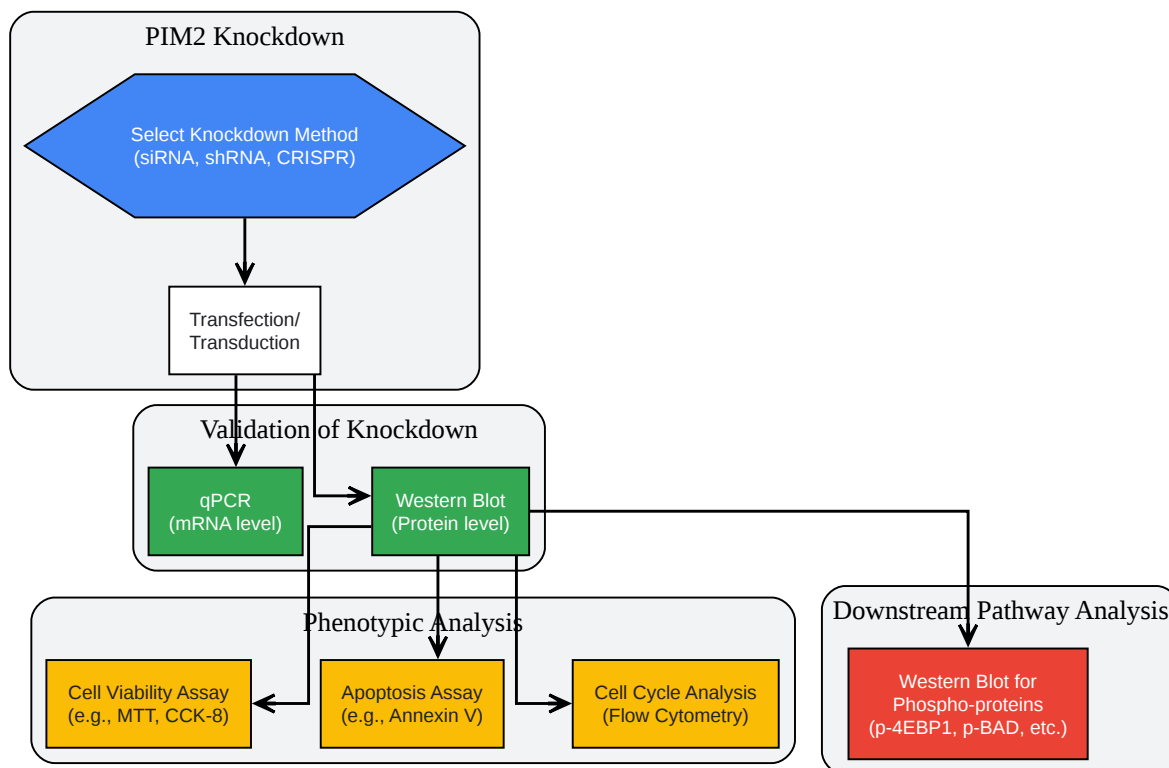 PIM2 Knockdown
Select Knockdown Method
(siRNA, shRNA, CRISPR)
Transfection/
Transduction
Validation of Knockdown
qPCR
(mRNA level)
Western Blot
(Protein level)
Phenotypic Analysis
Cell Viability Assay
(e.g., MTT, CCK-8)
Apoptosis Assay
(e.g., Annexin V)
Cell Cycle Analysis
(Flow Cytometry)
Downstream Pathway Analysis
Western Blot for
Phospho-proteins
(p-4EBP1, p-BAD, etc.)